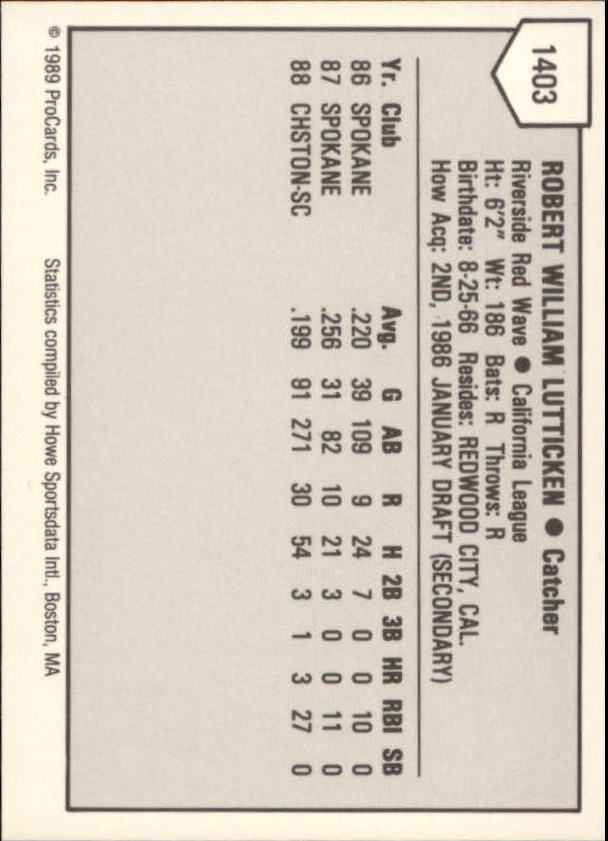 1403
ROBERT WILLIAM LUTTICKEN ● Catcher
Riverside Red Wave ● California League
Ht: 6'2" Wt: 186 Bats: R Throws: R
Birthdate: 8-25-66 Resides: REDWOOD CITY, CAL.
How Acq: 2ND, 1986 JANUARY DRAFT (SECONDARY)
Yr. Club Avg. G AB R H 2B 3B HR RBI SB
86 SPOKANE .220 39 109 9 24 7 0 0 10 0
87 SPOKANE .256 31 82 10 21 3 0 0 11 0
88 CHSTON-SC .199 91 271 30 54 3 1 3 27 0
© 1989 ProCards, Inc. Statistics compiled by Howe Sportsdata Intl., Boston, MA